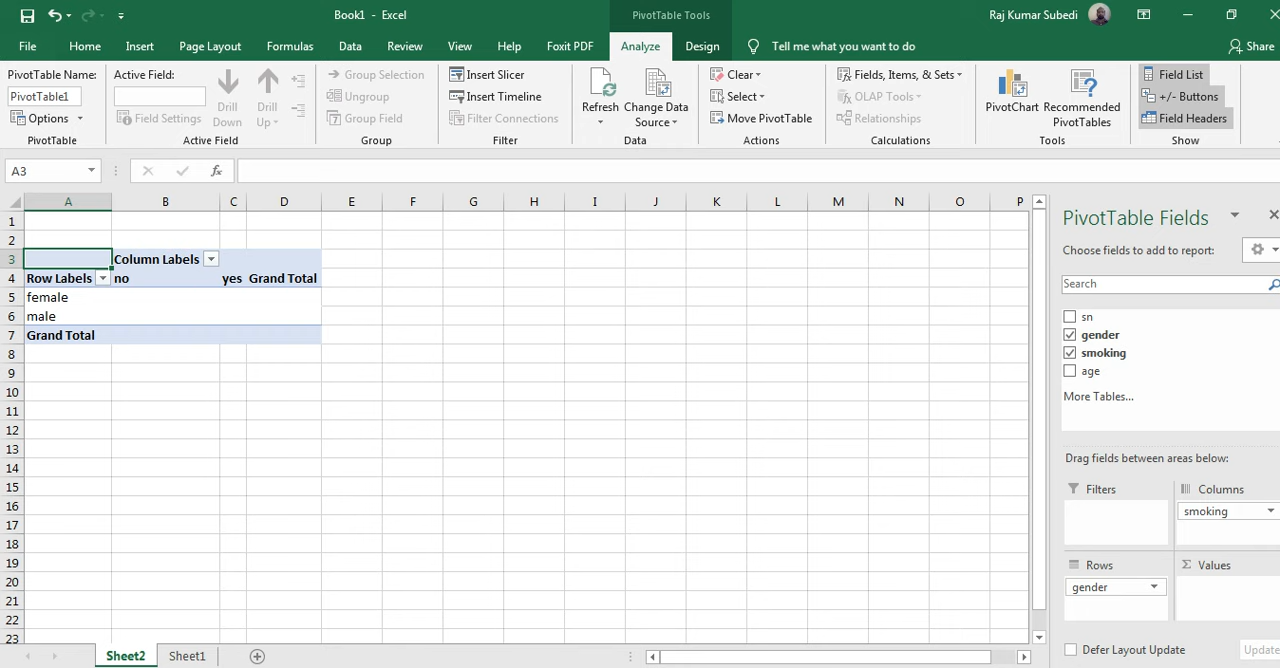 Book1 - Excel
PivotTable Tools
Raj Kumar Subedi
File Home Insert Page Layout Formulas Data Review View Help Foxit PDF Analyze Design Tell me what you want to do Share
PivotTable Name:
PivotTable1
Options
PivotTable
Active Field:
Field Settings
Drill Down
Drill Up
Active Field
Group Selection
Ungroup
Group Field
Group
Insert Slicer
Insert Timeline
Filter Connections
Filter
Refresh
Change Data Source
Data
Clear
Select
Move PivotTable
Actions
Fields, Items, & Sets
OLAP Tools
Relationships
Calculations
PivotChart
Recommended PivotTables
Tools
Field List
+/- Buttons
Field Headers
Show
A3 fx
A B C D E F G H I J K L M N O P
1
2
3 Column Labels
4 Row Labels no yes Grand Total
5 female
6 male
7 Grand Total
8
9
10
11
12
13
14
15
16
17
18
19
20
21
22
23
Sheet2 Sheet1
PivotTable Fields
Choose fields to add to report:
Search
sn
gender
smoking
age
More Tables...
Drag fields between areas below:
Filters Columns
smoking
Rows Σ Values
gender
Defer Layout Update Update